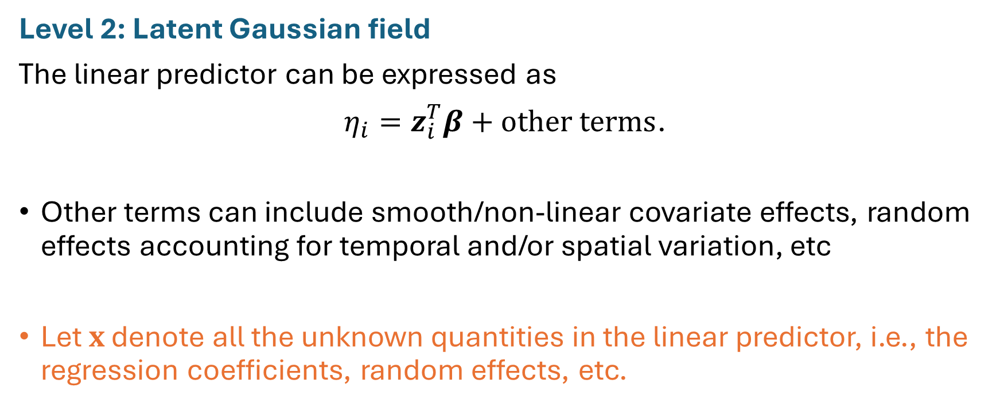 Level 2: Latent Gaussian field
The linear predictor can be expressed as
$\eta_i = \mathbf{z}_i^T \boldsymbol{\beta} + \text{other terms}.$
• Other terms can include smooth/non-linear covariate effects, random
effects accounting for temporal and/or spatial variation, etc
• Let x denote all the unknown quantities in the linear predictor, i.e., the
regression coefficients, random effects, etc.